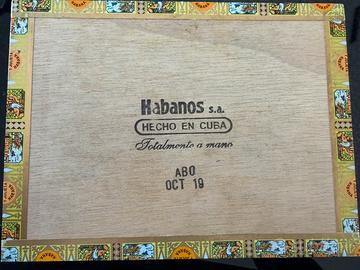 Habanos s.a.
HECHO EN CUBA
Totalmente a mano
ABO
OCT 19